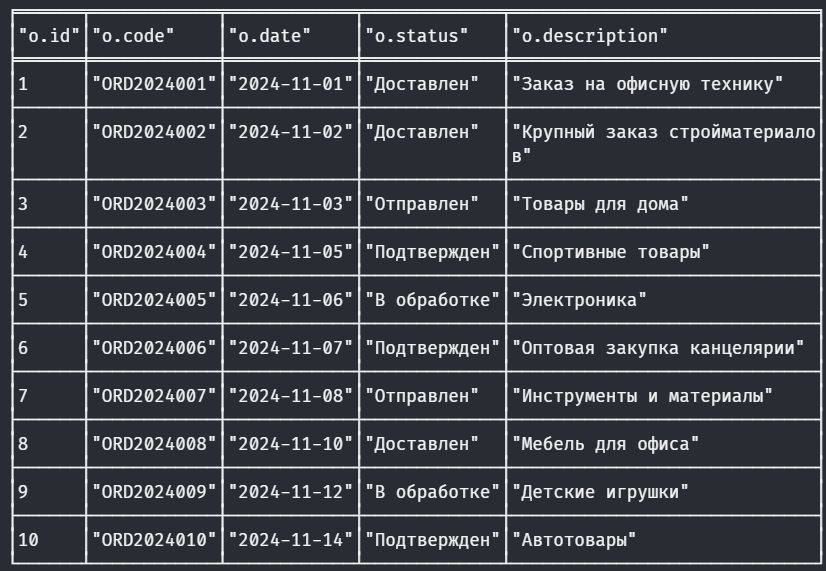 "o.id" "o.code" "o.date" "o.status" "o.description"
1 "ORD2024001" "2024-11-01" "Доставлен" "Заказ на офисную технику"
2 "ORD2024002" "2024-11-02" "Доставлен" "Крупный заказ стройматериало
в"
3 "ORD2024003" "2024-11-03" "Отправлен" "Товары для дома"
4 "ORD2024004" "2024-11-05" "Подтвержден" "Спортивные товары"
5 "ORD2024005" "2024-11-06" "В обработке" "Электроника"
6 "ORD2024006" "2024-11-07" "Подтвержден" "Оптовая закупка канцелярии"
7 "ORD2024007" "2024-11-08" "Отправлен" "Инструменты и материалы"
8 "ORD2024008" "2024-11-10" "Доставлен" "Мебель для офиса"
9 "ORD2024009" "2024-11-12" "В обработке" "Детские игрушки"
10 "ORD2024010" "2024-11-14" "Подтвержден" "Автотовары"